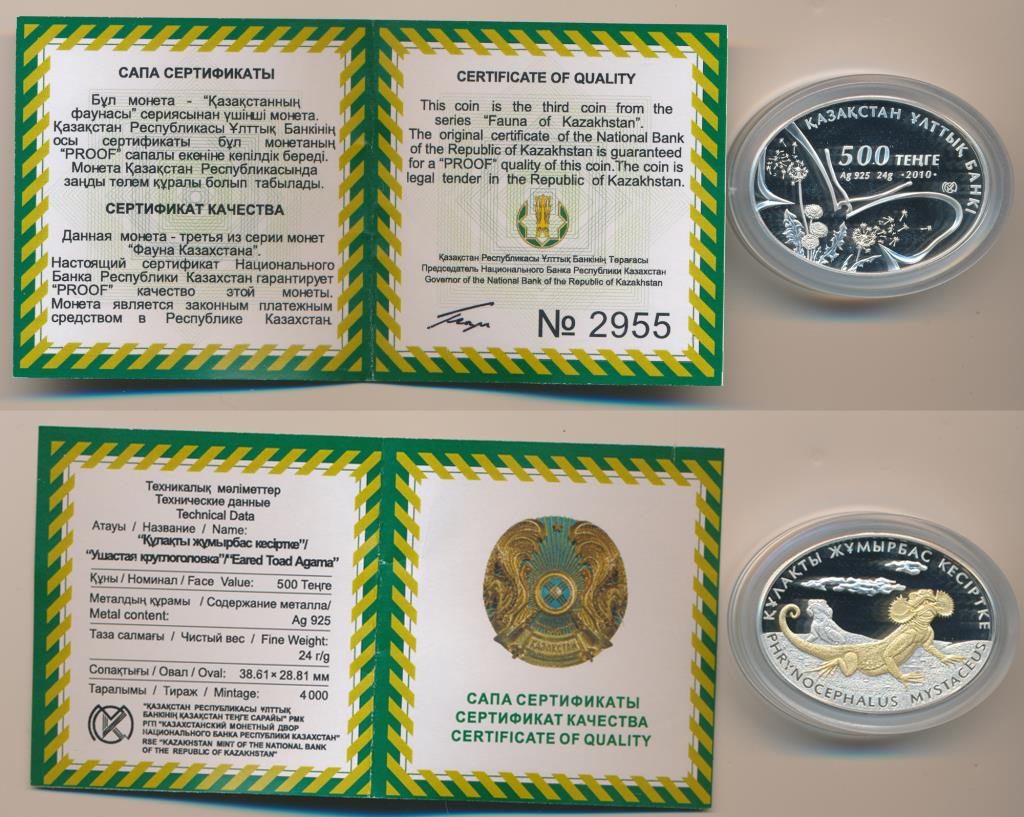 САПА СЕРТИФИКАТЫ
Бұл монета - “Қазақстанның
фаунасы” сериясынан үшінші монета.
Қазақстан Республикасы Ұлттық Банкінің
осы сертификаты бұл монетаның
“PROOF” сапалы екеніне кепілдік береді.
Монета Қазақстан Республикасында
заңды төлем құралы болып табылады.
СЕРТИФИКАТ КАЧЕСТВА
Данная монета - третья из серии монет
“Фауна Казахстана”.
Настоящий сертификат Национального
Банка Республики Казахстан гарантирует
“PROOF” качество этой монеты.
Монета является законным платежным
средством в Республике Казахстан.
CERTIFICATE OF QUALITY
This coin is the third coin from the
series “Fauna of Kazakhstan”.
The original certificate of the National Bank
of the Republic of Kazakhstan is guaranteed
for a “PROOF” quality of this coin.The coin is
legal tender in the Republic of Kazakhstan.
Қазақстан Республикасы Ұлттық Банкінің Төрағасы
Председатель Национального Банка Республики Казахстан
Governor of the National Bank of the Republic of Kazakhstan
№ 2955
ҚАЗАҚСТАН ҰЛТТЫҚ БАНКІ
500 ТЕНГЕ
Ag 925 24g ·2010·
Техникалық мәліметтер
Технические данные
Technical Data
Атауы / Название / Name:
“Құлақты жұмырбас кесіртке”/
“Ушастая круглоголовка”/“Eared Toad Agama”
Құны / Номинал / Face Value: 500 Теңге
Металдың құрамы / Содержание металла/
Metal content: Ag 925
Таза салмағы / Чистый вес / Fine Weight:
24 г/g
Сопақтығы / Овал / Oval: 38.61 × 28.81 мм
Таралымы / Тираж / Mintage: 4000
"ҚАЗАҚСТАН РЕСПУБЛИКАСЫ ҰЛТТЫҚ
БАНКІНІҢ ҚАЗАҚСТАН ТЕҢГЕ САРАЙЫ" РМК
РГП "КАЗАХСТАНСКИЙ МОНЕТНЫЙ ДВОР
НАЦИОНАЛЬНОГО БАНКА РЕСПУБЛИКИ КАЗАХСТАН"
RSE "KAZAKHSTAN MINT OF THE NATIONAL BANK
OF THE REPUBLIC OF KAZAKHSTAN"
ҚАЗАҚСТАН
САПА СЕРТИФИКАТЫ
СЕРТИФИКАТ КАЧЕСТВА
CERTIFICATE OF QUALITY
ҚҰЛАҚТЫ ЖҰМЫРБАС КЕСІРТКЕ
PHRYNOCEPHALUS MYSTACEUS